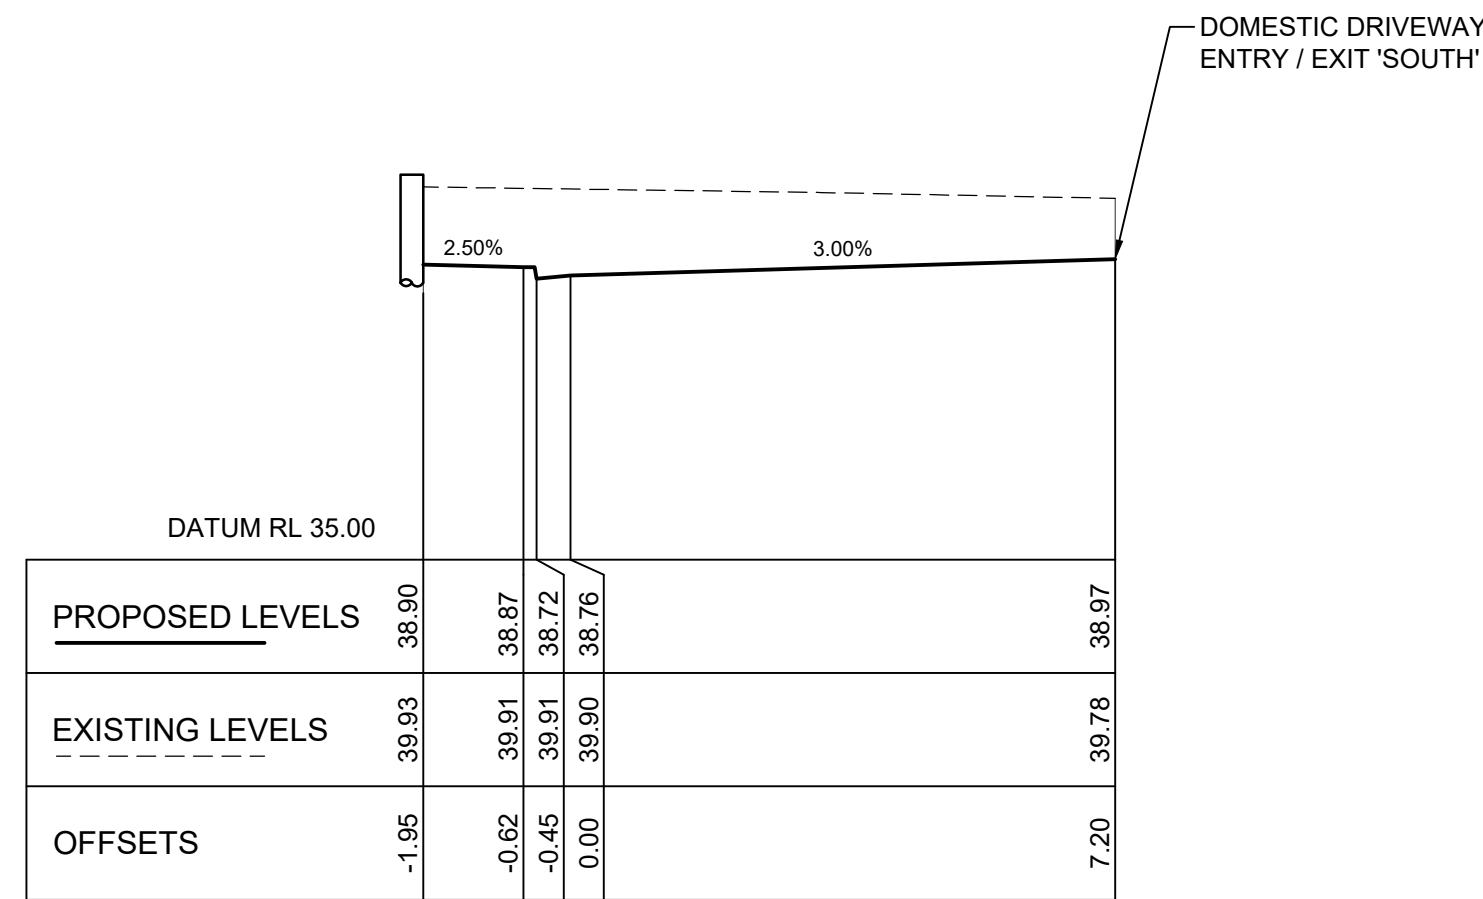 DOMESTIC DRIVEWAY
ENTRY / EXIT 'SOUTH'
2.50%
3.00%
DATUM RL 35.00
PROPOSED LEVELS 38.90 38.87 38.72 38.76 38.97
EXISTING LEVELS 39.93 39.91 39.91 39.90 39.78
OFFSETS -1.95 -0.62 -0.45 0.00 7.20